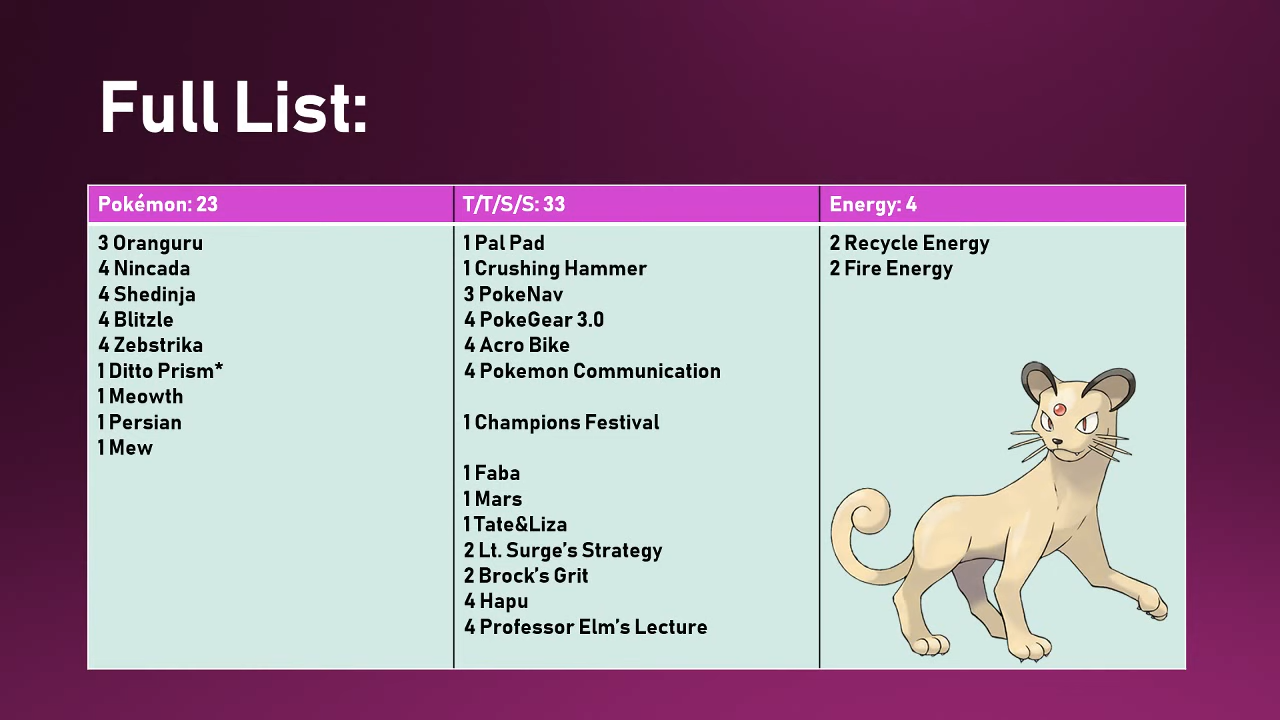 Full List:
Pokémon: 23
3 Oranguru
4 Nincada
4 Shedinja
4 Blitzle
4 Zebstrika
1 Ditto Prism*
1 Meowth
1 Persian
1 Mew
T/T/S/S: 33
1 Pal Pad
1 Crushing Hammer
3 PokeNav
4 PokeGear 3.0
4 Acro Bike
4 Pokemon Communication
1 Champions Festival
1 Faba
1 Mars
1 Tate&Liza
2 Lt. Surge's Strategy
2 Brock's Grit
4 Hapu
4 Professor Elm's Lecture
Energy: 4
2 Recycle Energy
2 Fire Energy